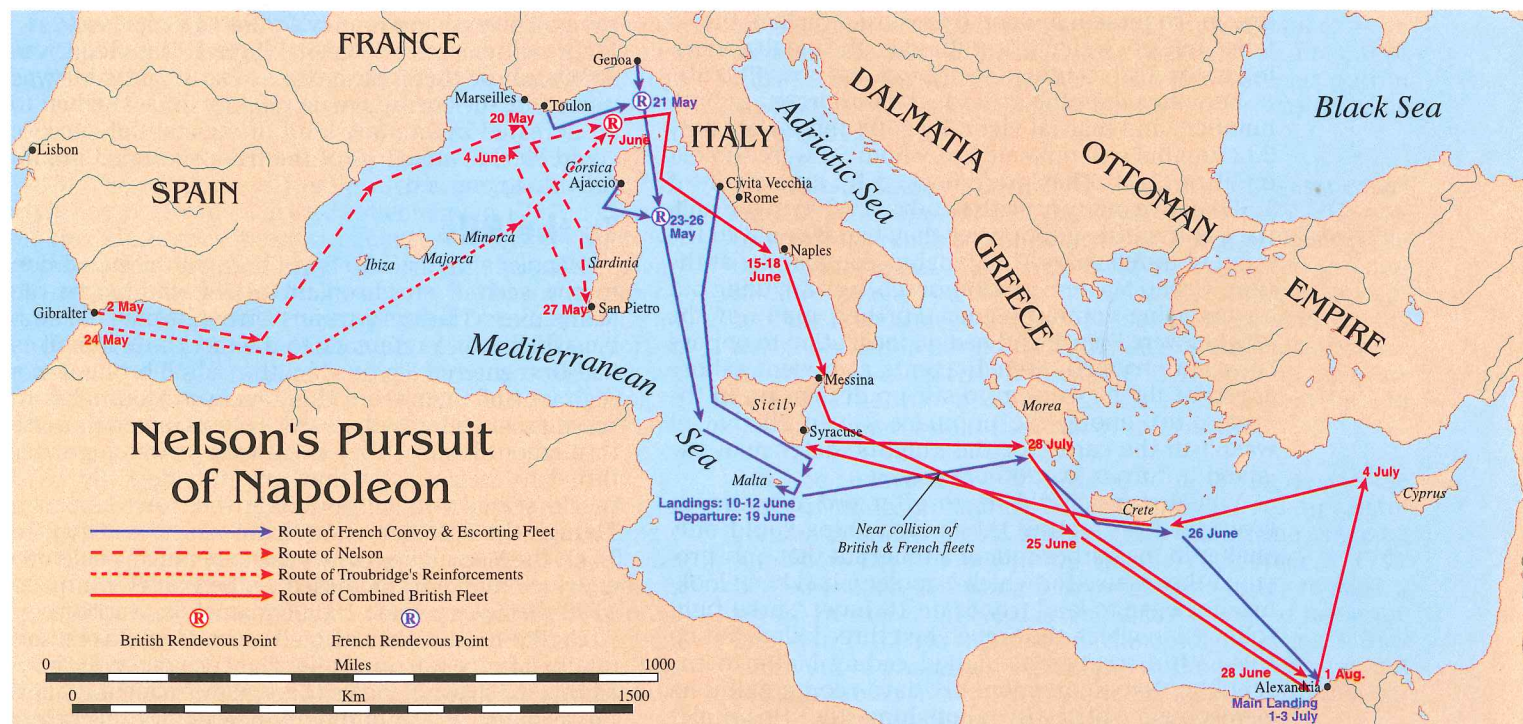 FRANCE
Genoa
Marseilles
Toulon
21 May
20 May
4 June
7 June
ITALY
Adriatic Sea
DALMATIA
Black Sea
OTTOMAN
EMPIRE
GREECE
Lisbon
SPAIN
Gorsica
Ajaccio
Civita Vecchia
Rome
23-26
May
Naples
15-18
June
Minorca
Majorea
Ibiza
Sardinia
San Pietro
27 May
2 May
Gibralter
24 May
Mediterranean
Sea
Messina
Sicily
Syracuse
Morea
28 July
4 July
Cyprus
Malta
Landings: 10-12 June
Departure: 19 June
Near collision of
British & French fleets
Crete
25 June
26 June
28 June
1 Aug.
Alexandria
Main Landing
1-3 July
Nelson's Pursuit
of Napoleon
Route of French Convoy & Escorting Fleet
Route of Nelson
Route of Troubridge's Reinforcements
Route of Combined British Fleet
R
R
R
R
R
British Rendevous Point
French Rendevous Point
0 Miles 1000
0 Km 1500